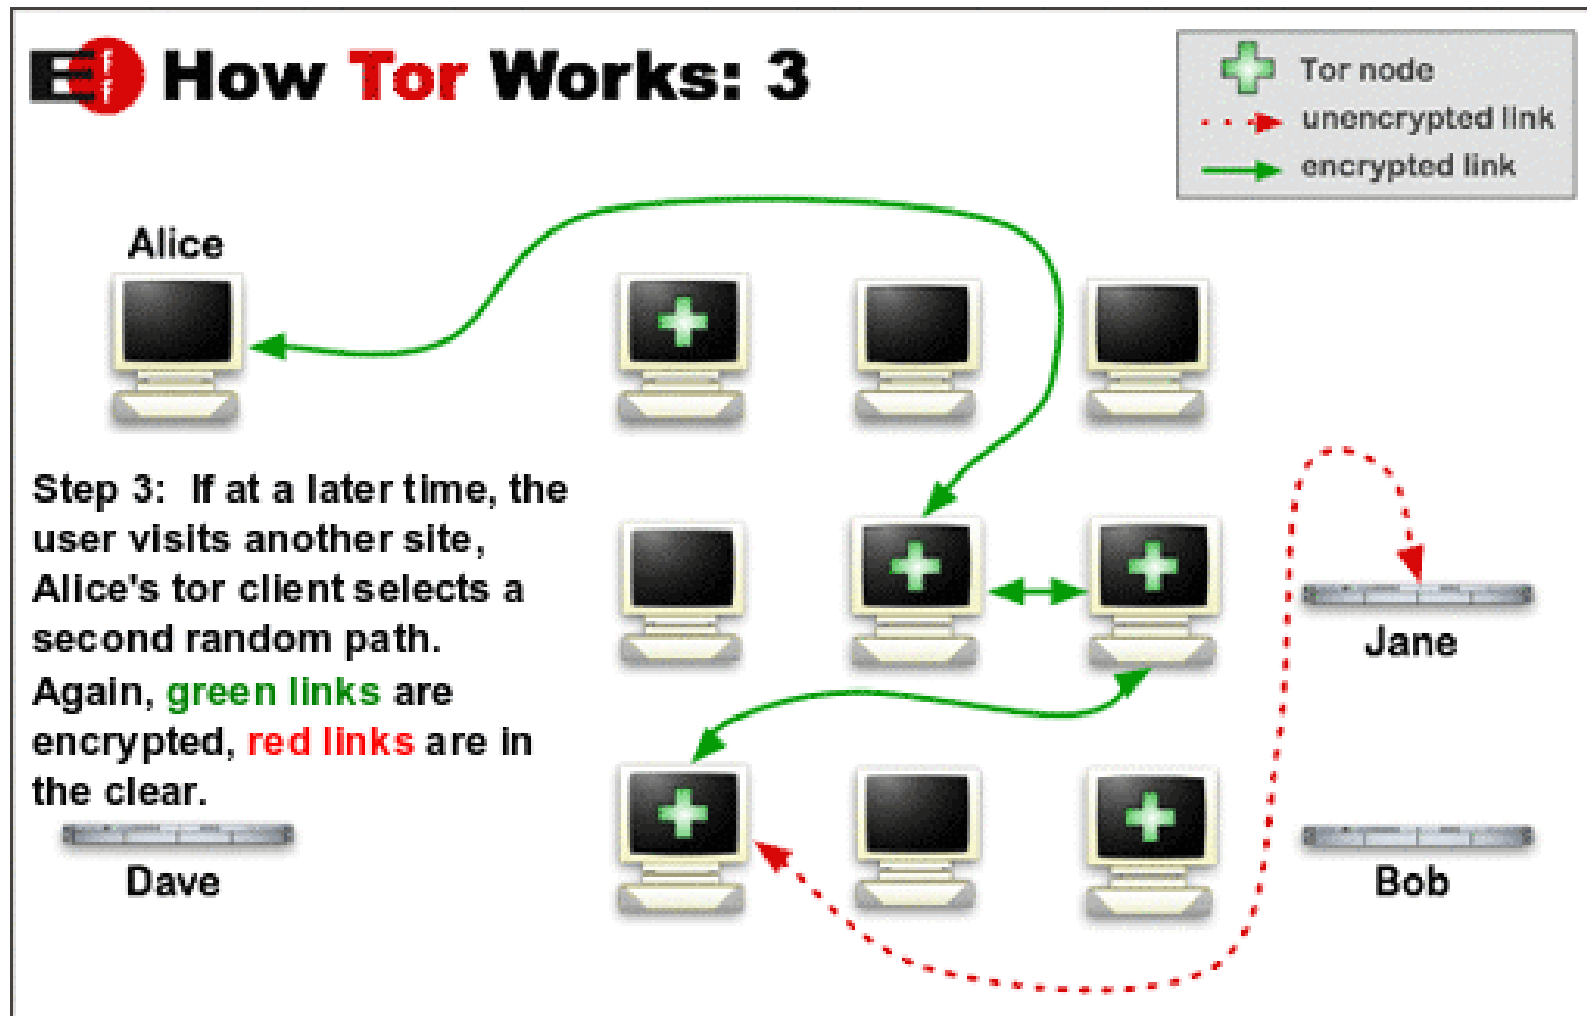 EFF How Tor Works: 3
Tor node
unencrypted link
encrypted link
Alice
Step 3: If at a later time, the
user visits another site,
Alice's tor client selects a
second random path.
Again, green links are
encrypted, red links are in
the clear.
Dave
Jane
Bob